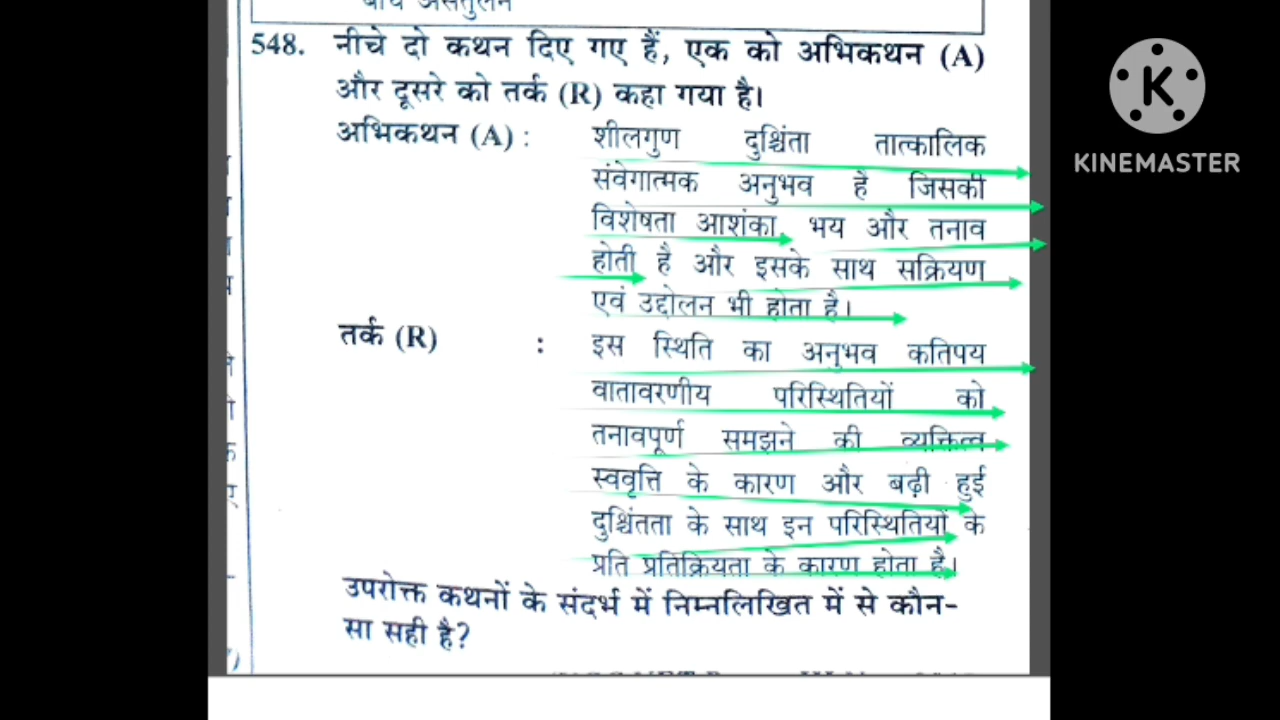 548. नीचे दो कथन दिए गए हैं, एक को अभिकथन (A)
और दूसरे को तर्क (R) कहा गया है।
अभिकथन (A) : शीलगुण दुश्चिंता तात्कालिक
संवेगात्मक अनुभव है जिसकी
विशेषता आशंका, भय और तनाव
होती है और इसके साथ सक्रियण
एवं उद्दोलन भी होता है।
तर्क (R) : इस स्थिति का अनुभव कतिपय
वातावरणीय परिस्थितियों को
तनावपूर्ण समझने की व्यक्तित्व
स्ववृत्ति के कारण और बढ़ी हुई
दुश्चिंतता के साथ इन परिस्थितियों के
प्रति प्रतिक्रियता के कारण होता है।
उपरोक्त कथनों के संदर्भ में निम्नलिखित में से कौन-
सा सही है?
K
KINEMASTER